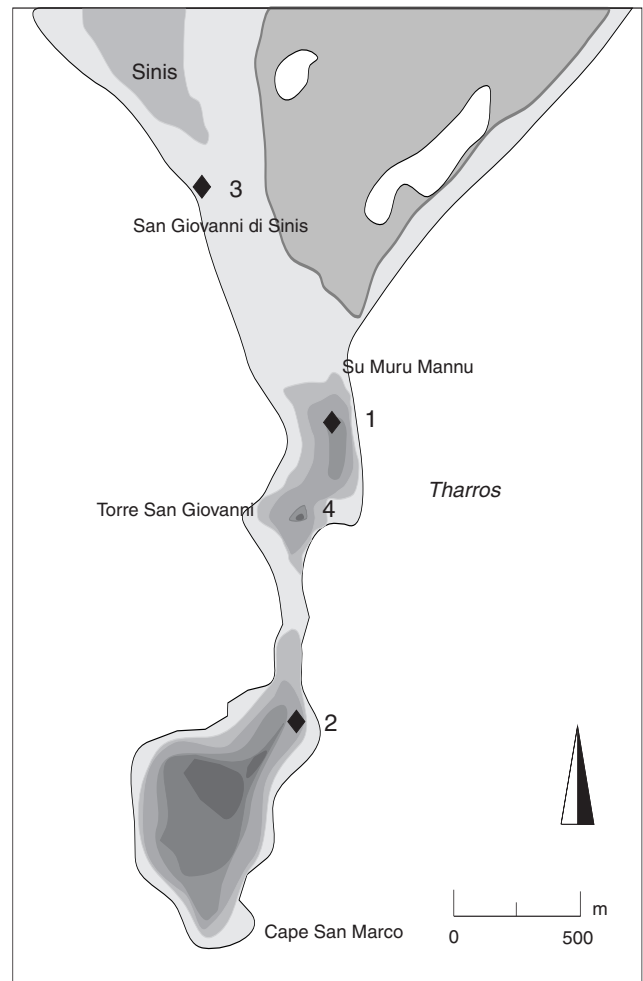 Sinis
3
San Giovanni di Sinis
Su Muru Mannu
1
Tharros
Torre San Giovanni
4
2
m
0
500
Cape San Marco